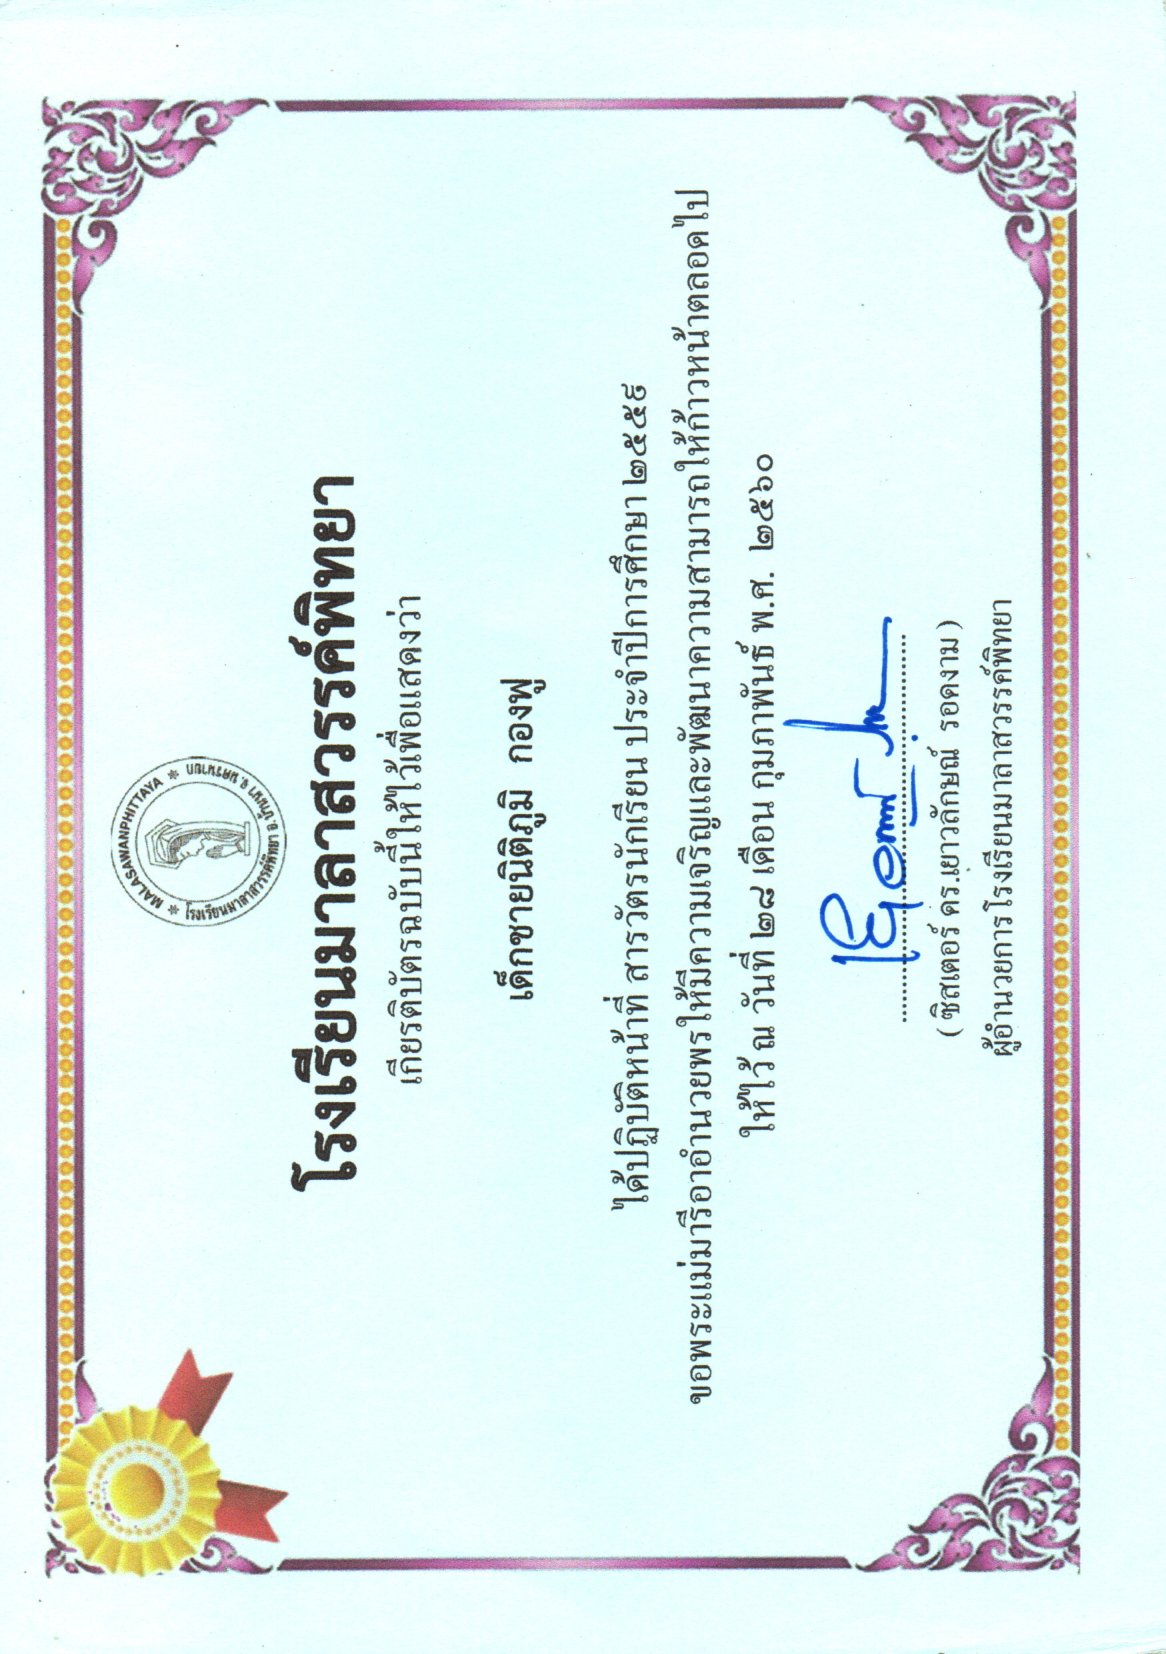 MALASAWANPHITTAYA
โรงเรียนมาลาสวรรค์พิทยา อ.บ้านนา จ.นครนายก
โรงเรียนมาลาสวรรค์พิทยา
เกียรติบัตรฉบับนี้ให้ไว้เพื่อแสดงว่า
เด็กชายนิติภูมิ กองฟู
ได้ปฏิบัติหน้าที่ สารวัตรนักเรียน ประจำปีการศึกษา ๒๕๕๙
ขอพระแม่มารีอาอำนวยพรให้มีความเจริญและพัฒนาความสามารถให้ก้าวหน้าตลอดไป
ให้ไว้ ณ วันที่ ๒๘ เดือน กุมภาพันธ์ พ.ศ. ๒๕๖๐
( ซิสเตอร์ ดร.เยาวลักษณ์ รอดงาม )
ผู้อำนวยการ โรงเรียนมาลาสวรรค์พิทยา